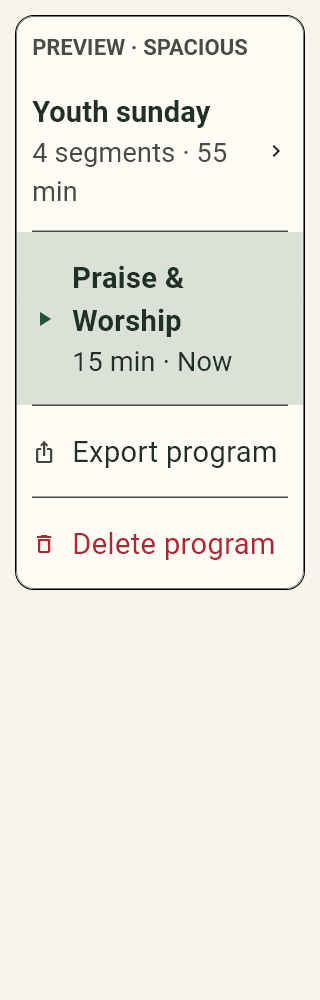 PREVIEW · SPACIOUS
Youth sunday
4 segments · 55
min
Praise &
Worship
15 min · Now
Export program
Delete program